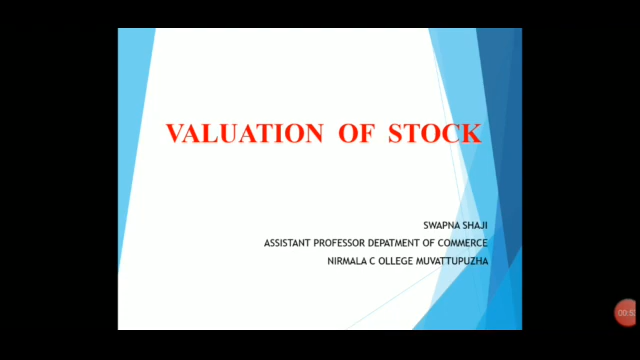 VALUATION OF STOCK
SWAPNA SHAJI
ASSISTANT PROFESSOR DEPATMENT OF COMMERCE
NIRMALA C OLLEGE MUVATTUPUZHA